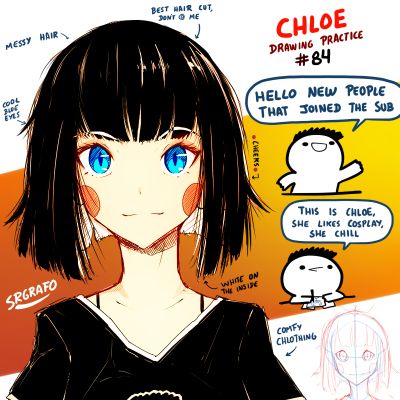 CHLOE
DRAWING PRACTICE
#84
BEST HAIR CUT,
DON'T @ ME
MESSY HAIR
COOL
BLUE
EYES
HELLO NEW PEOPLE
THAT JOINED THE SUB
CHEEKS
THIS IS CHLOE,
SHE LIKES COSPLAY,
SHE CHILL
WHITE ON
THE INSIDE
SRGRAFO
COMFY
CHLOTHING